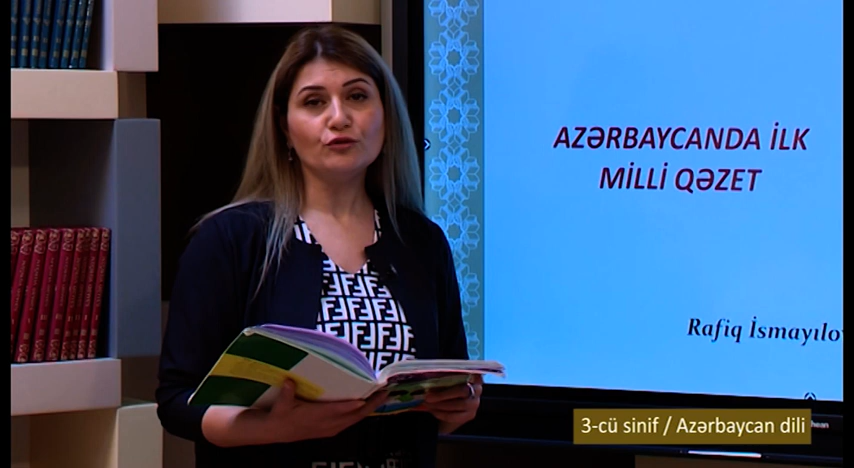 AZƏRBAYCANDA İLK
MİLLİ QƏZET
Rafiq İsmayılov
3-cü sinif / Azərbaycan dili